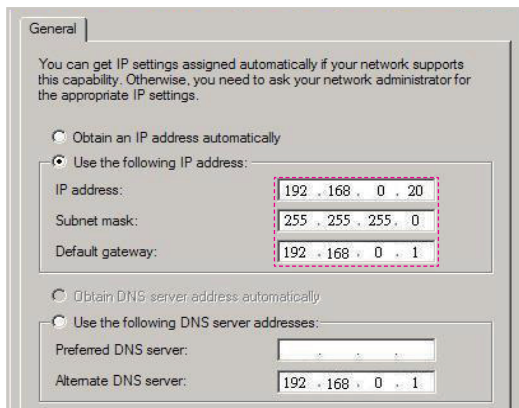 General
You can get IP settings assigned automatically if your network supports
this capability. Otherwise, you need to ask your network administrator for
the appropriate IP settings.
Obtain an IP address automatically
Use the following IP address:
IP address: 192 . 168 . 0 . 20
Subnet mask: 255 . 255 . 255 . 0
Default gateway: 192 . 168 . 0 . 1
Obtain DNS server address automatically
Use the following DNS server addresses:
Preferred DNS server: . . .
Alternate DNS server: 192 . 168 . 0 . 1